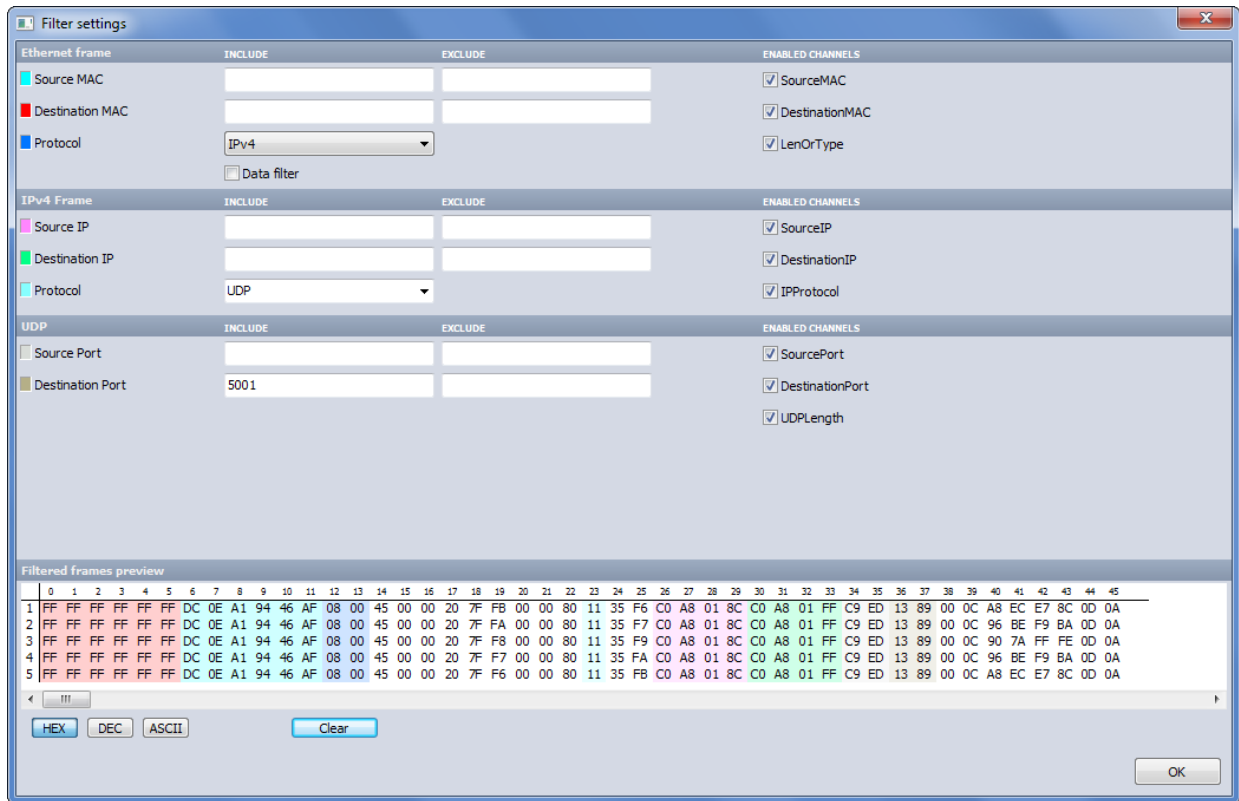 Filter settings
Ethernet frame INCLUDE EXCLUDE ENABLED CHANNELS
Source MAC SourceMAC
Destination MAC DestinationMAC
Protocol IPv4 LenOrType
Data filter
IPv4 Frame INCLUDE EXCLUDE ENABLED CHANNELS
Source IP SourceIP
Destination IP DestinationIP
Protocol UDP IPProtocol
UDP INCLUDE EXCLUDE ENABLED CHANNELS
Source Port SourcePort
Destination Port 5001 DestinationPort
UDPLength
Filtered frames preview
0 1 2 3 4 5 6 7 8 9 10 11 12 13 14 15 16 17 18 19 20 21 22 23 24 25 26 27 28 29 30 31 32 33 34 35 36 37 38 39 40 41 42 43 44 45
1 FF FF FF FF FF FF DC 0E A1 94 46 AF 08 00 45 00 00 20 7F FB 00 00 80 11 35 F6 C0 A8 01 8C C0 A8 01 FF C9 ED 13 89 00 0C A8 EC E7 8C 0D 0A
2 FF FF FF FF FF FF DC 0E A1 94 46 AF 08 00 45 00 00 20 7F FA 00 00 80 11 35 F7 C0 A8 01 8C C0 A8 01 FF C9 ED 13 89 00 0C 96 BE F9 BA 0D 0A
3 FF FF FF FF FF FF DC 0E A1 94 46 AF 08 00 45 00 00 20 7F F8 00 00 80 11 35 F9 C0 A8 01 8C C0 A8 01 FF C9 ED 13 89 00 0C 90 7A FF FE 0D 0A
4 FF FF FF FF FF FF DC 0E A1 94 46 AF 08 00 45 00 00 20 7F F7 00 00 80 11 35 FA C0 A8 01 8C C0 A8 01 FF C9 ED 13 89 00 0C 96 BE F9 BA 0D 0A
5 FF FF FF FF FF FF DC 0E A1 94 46 AF 08 00 45 00 00 20 7F F6 00 00 80 11 35 FB C0 A8 01 8C C0 A8 01 FF C9 ED 13 89 00 0C A8 EC E7 8C 0D 0A
HEX DEC ASCII Clear
OK